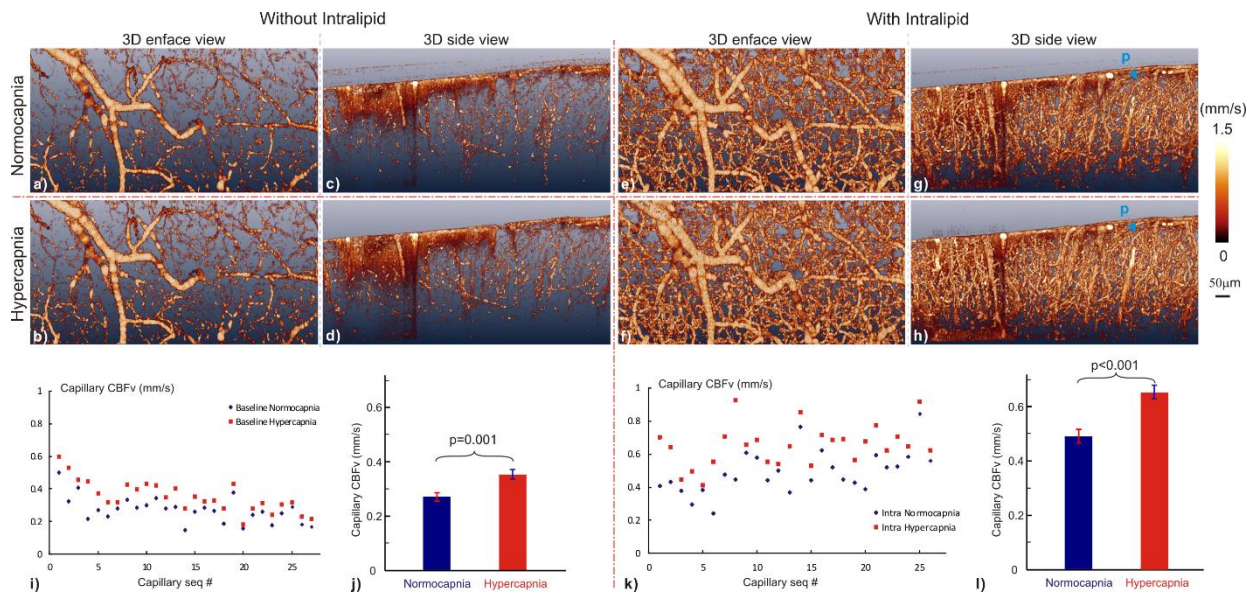 Without Intralipid
With Intralipid
3D enface view
3D side view
3D enface view
3D side view
Normocapnia
a)
c)
e)
p
g)
(mm/s)
1.5
0
50μm
Hypercapnia
b)
d)
f)
p
h)
Capillary CBFv (mm/s)
1
0.8
0.6
0.4
0.2
0
Baseline Normocapnia
Baseline Hypercapnia
0 5 10 15 20 25
Capillary seq #
i)
Capillary CBFv (mm/s)
0.6
0.4
0.2
0
p=0.001
Normocapnia
Hypercapnia
j)
Capillary CBFv (mm/s)
1
0.8
0.6
0.4
0.2
0
Intra Normocapnia
Intra Hypercapnia
0 5 10 15 20 25
Capillary seq #
k)
Capillary CBFv (mm/s)
0.6
0.4
0.2
0
p<0.001
Normocapnia
Hypercapnia
l)